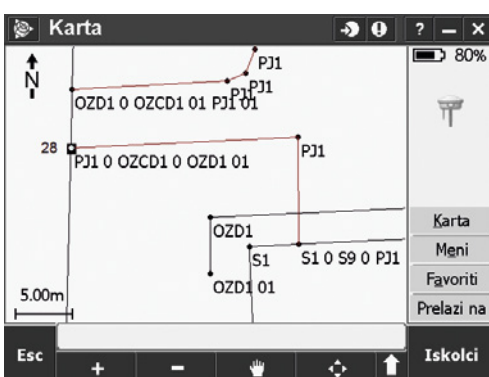 Karta
?
80%
N
PJ1
PJ1
OZD1 0 OZCD1 01 PJ1 01
28
PJ1 0 OZCD1 0 OZD1 01
PJ1
OZD1
S1
S1 0 S9 0 PJ1
OZD1 01
5.00m
Karta
Meni
Favoriti
Prelazi na
Esc
Iskolci